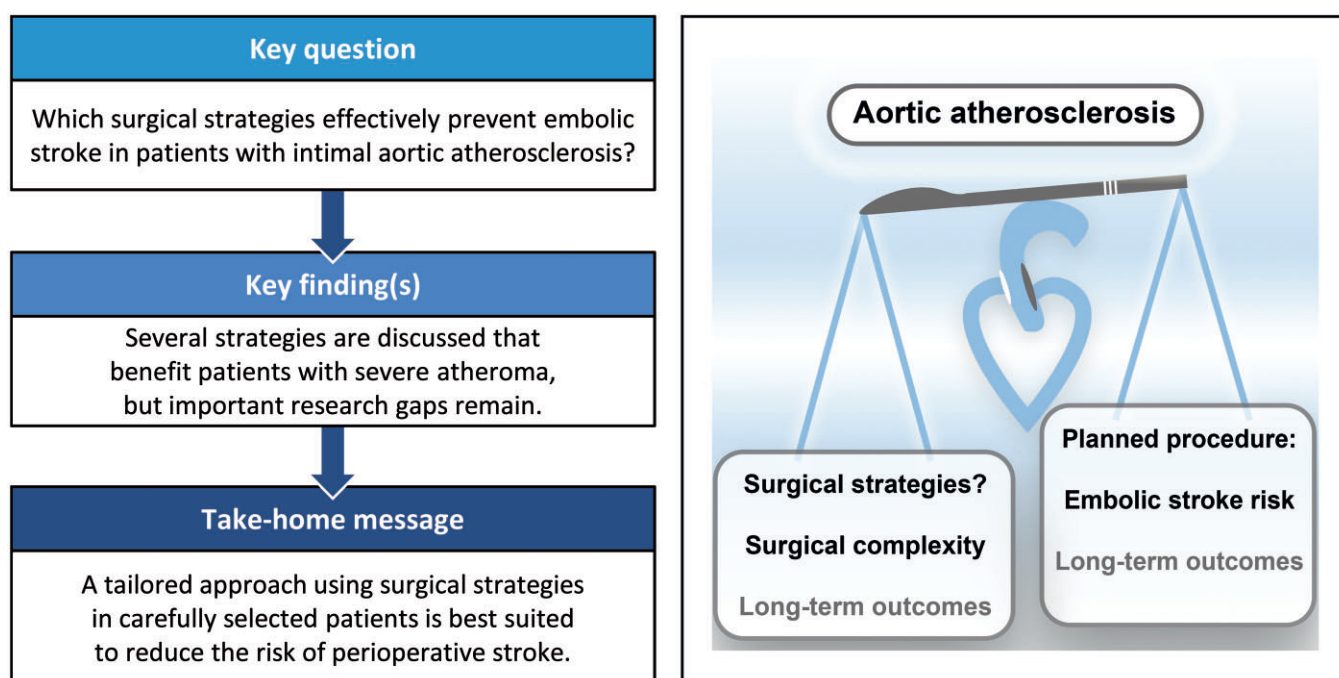 Key question
Which surgical strategies effectively prevent embolic
stroke in patients with intimal aortic atherosclerosis?
Key finding(s)
Several strategies are discussed that
benefit patients with severe atheroma,
but important research gaps remain.
Take-home message
A tailored approach using surgical strategies
in carefully selected patients is best suited
to reduce the risk of perioperative stroke.
Aortic atherosclerosis
Surgical strategies?
Surgical complexity
Long-term outcomes
Planned procedure:
Embolic stroke risk
Long-term outcomes